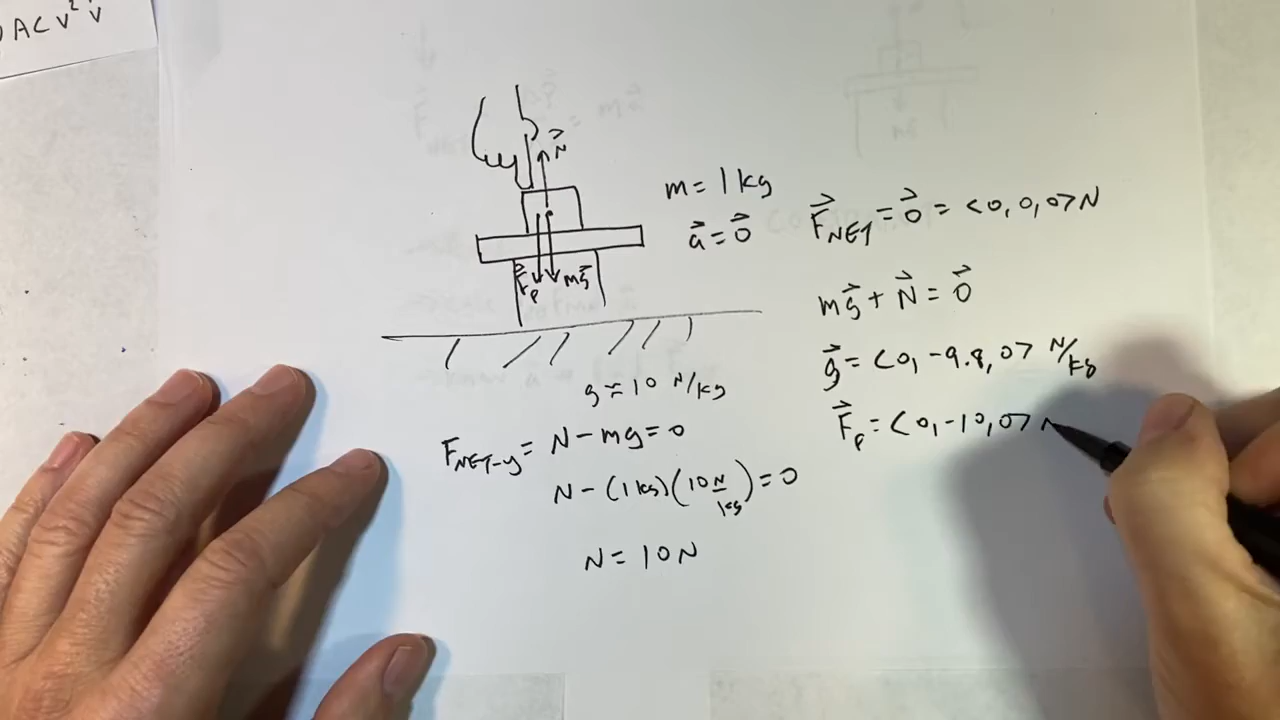 ACV²V
N
m = 1 kg
a = 0
F_p
mg
F_NET = 0 = <0, 0, 0> N
mg + N = 0
g = <0, -9.8, 0> N/kg
F_p = <0, -10, 0> N
g ≈ 10 N/kg
F_NET-y = N - mg = 0
N - (1 kg)(10 N/kg) = 0
N = 10 N